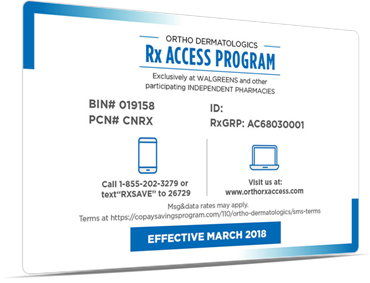 ORTHO DERMATOLOGICS
Rx ACCESS PROGRAM
Exclusively at WALGREENS and other
participating INDEPENDENT PHARMACIES
BIN# 019158
PCN# CNRX
ID:
RxGRP: AC68030001
Call 1-855-202-3279 or
text"RXSAVE" to 26729
Visit us at:
www.orthorxaccess.com
Msg&data rates may apply.
Terms at https://copaysavingsprogram.com/110/ortho-dermatologics/sms-terms
EFFECTIVE MARCH 2018